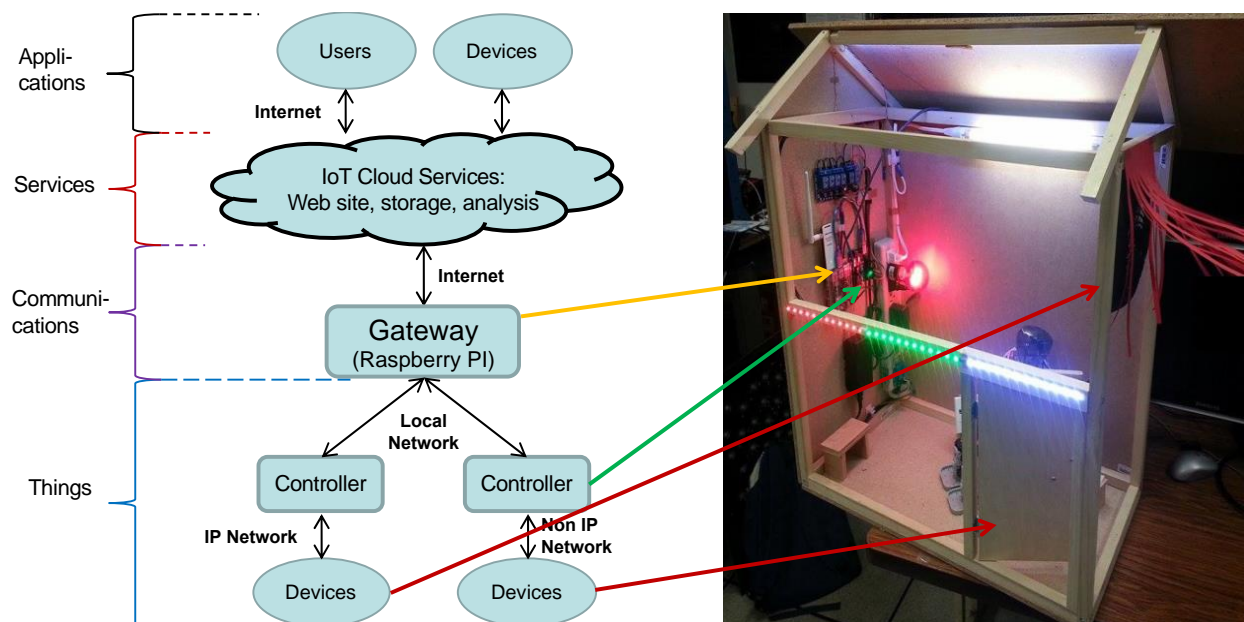 Appli-
cations
Services
Communi-
cations
Things
Users
Devices
Internet
IoT Cloud Services:
Web site, storage, analysis
Internet
Gateway
(Raspberry PI)
Local
Network
Controller
Controller
IP Network
Non IP
Network
Devices
Devices